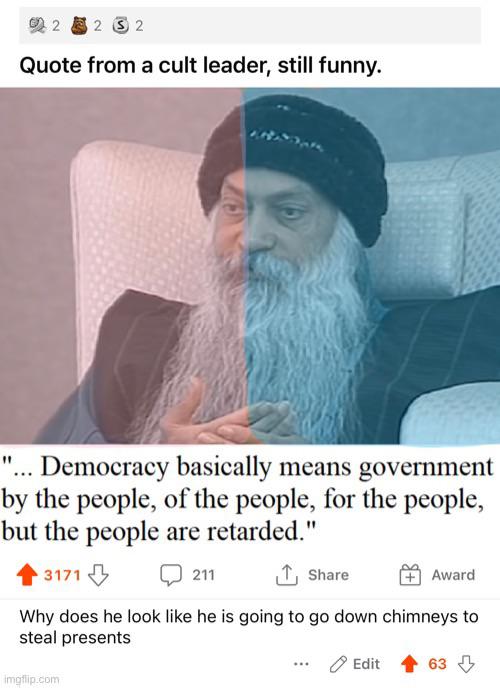 2 2 S 2
Quote from a cult leader, still funny.
"... Democracy basically means government
by the people, of the people, for the people,
but the people are retarded."
3171 211 Share Award
Why does he look like he is going to go down chimneys to
steal presents
... Edit 63
imgflip.com